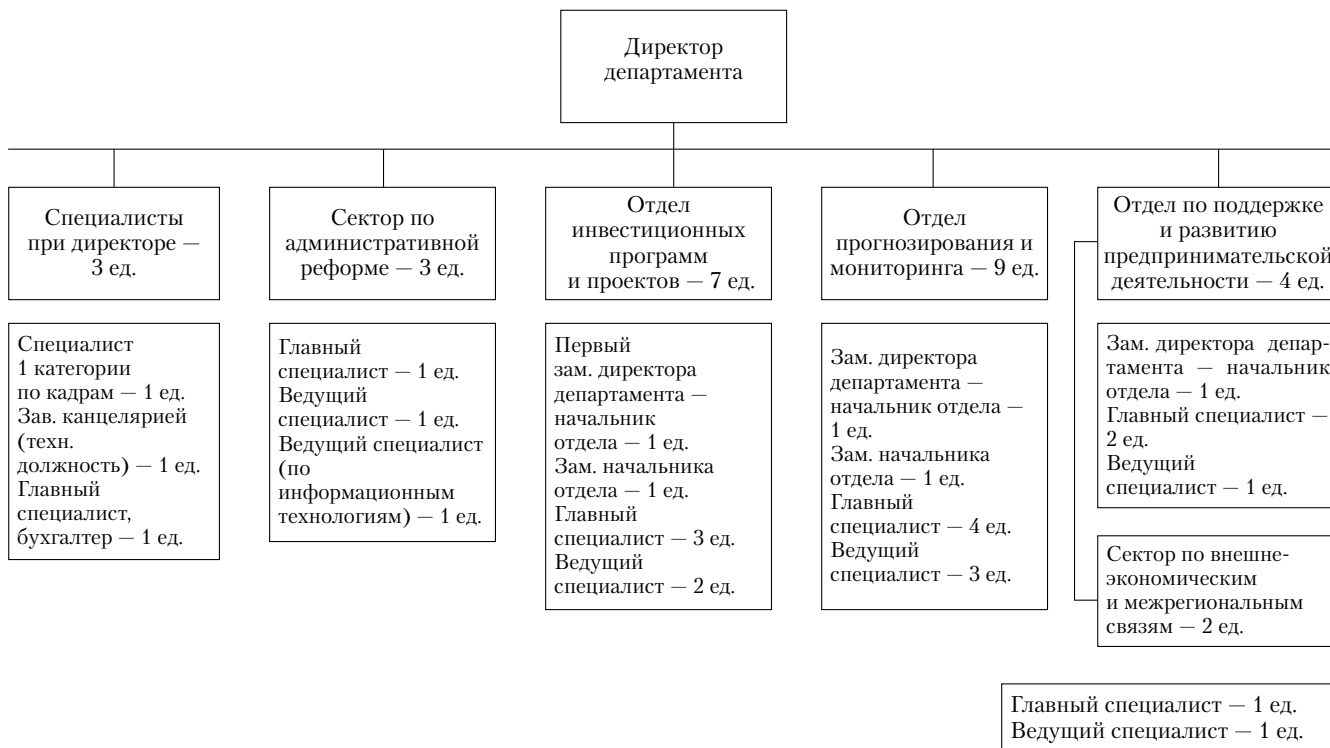 Директор
департамента
Специалисты
при директоре —
3 ед.
Сектор по
административной
реформе — 3 ед.
Отдел
инвестиционных
программ
и проектов — 7 ед.
Отдел
прогнозирования и
мониторинга — 9 ед.
Отдел по поддержке
и развитию
предпринимательской
деятельности — 4 ед.
Специалист
1 категории
по кадрам — 1 ед.
Зав. канцелярией
(техн.
должность) — 1 ед.
Главный
специалист,
бухгалтер — 1 ед.
Главный
специалист — 1 ед.
Ведущий
специалист — 1 ед.
Ведущий специалист
(по
информационным
технологиям) — 1 ед.
Первый
зам. директора
департамента —
начальник
отдела — 1 ед.
Зам. начальника
отдела — 1 ед.
Главный
специалист — 3 ед.
Ведущий
специалист — 2 ед.
Зам. директора
департамента —
начальник отдела —
1 ед.
Зам. начальника
отдела — 1 ед.
Главный
специалист — 4 ед.
Ведущий
специалист — 3 ед.
Зам. директора депар-
тамента — начальник
отдела — 1 ед.
Главный специалист —
2 ед.
Ведущий
специалист — 1 ед.
Сектор по внешне-
экономическим
и межрегиональным
связям — 2 ед.
Главный специалист — 1 ед.
Ведущий специалист — 1 ед.